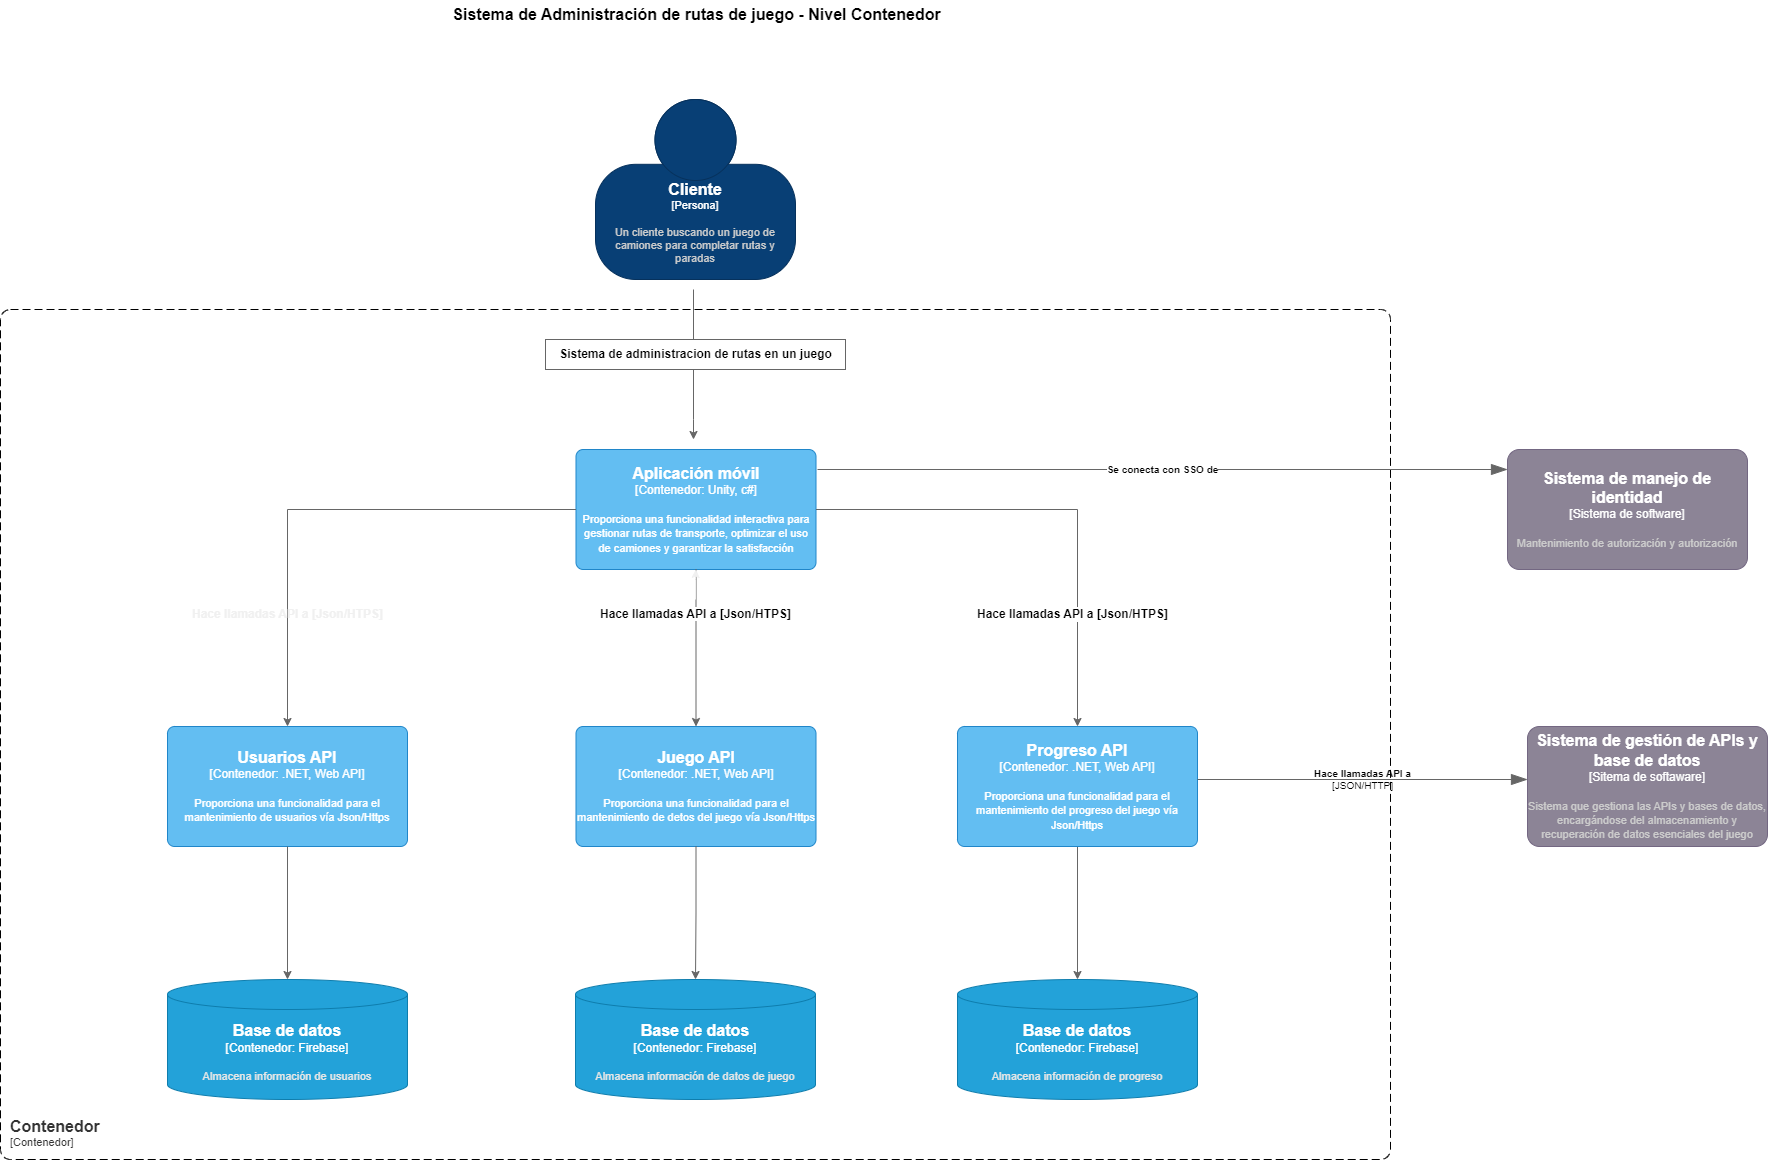 Sistema de Administración de rutas de juego - Nivel Contenedor
Cliente
[Persona]
Un cliente buscando un juego de
camiones para completar rutas y
paradas
Sistema de administracion de rutas en un juego
Aplicación móvil
[Contenedor: Unity, c#]
Proporciona una funcionalidad interactiva para
gestionar rutas de transporte, optimizar el uso
de camiones y garantizar la satisfacción
Se conecta con SSO de
Sistema de manejo de
identidad
[Sistema de software]
Mantenimiento de autorización y autorización
Hace llamadas API a [Json/HTPS]
Hace llamadas API a [Json/HTPS]
Hace llamadas API a [Json/HTPS]
Usuarios API
[Contenedor: .NET, Web API]
Proporciona una funcionalidad para el
mantenimiento de usuarios vía Json/Https
Juego API
[Contenedor: .NET, Web API]
Proporciona una funcionalidad para el
mantenimiento de detos del juego vía Json/Https
Progreso API
[Contenedor: .NET, Web API]
Proporciona una funcionalidad para el
mantenimiento del progreso del juego vía
Json/Https
Hace llamadas API a
[JSON/HTTP]
Sistema de gestión de APIs y
base de datos
[Sitema de softaware]
Sistema que gestiona las APIs y bases de datos,
encargándose del almacenamiento y
recuperación de datos esenciales del juego
Base de datos
[Contenedor: Firebase]
Almacena información de usuarios
Base de datos
[Contenedor: Firebase]
Almacena información de datos de juego
Base de datos
[Contenedor: Firebase]
Almacena información de progreso
Contenedor
[Contenedor]